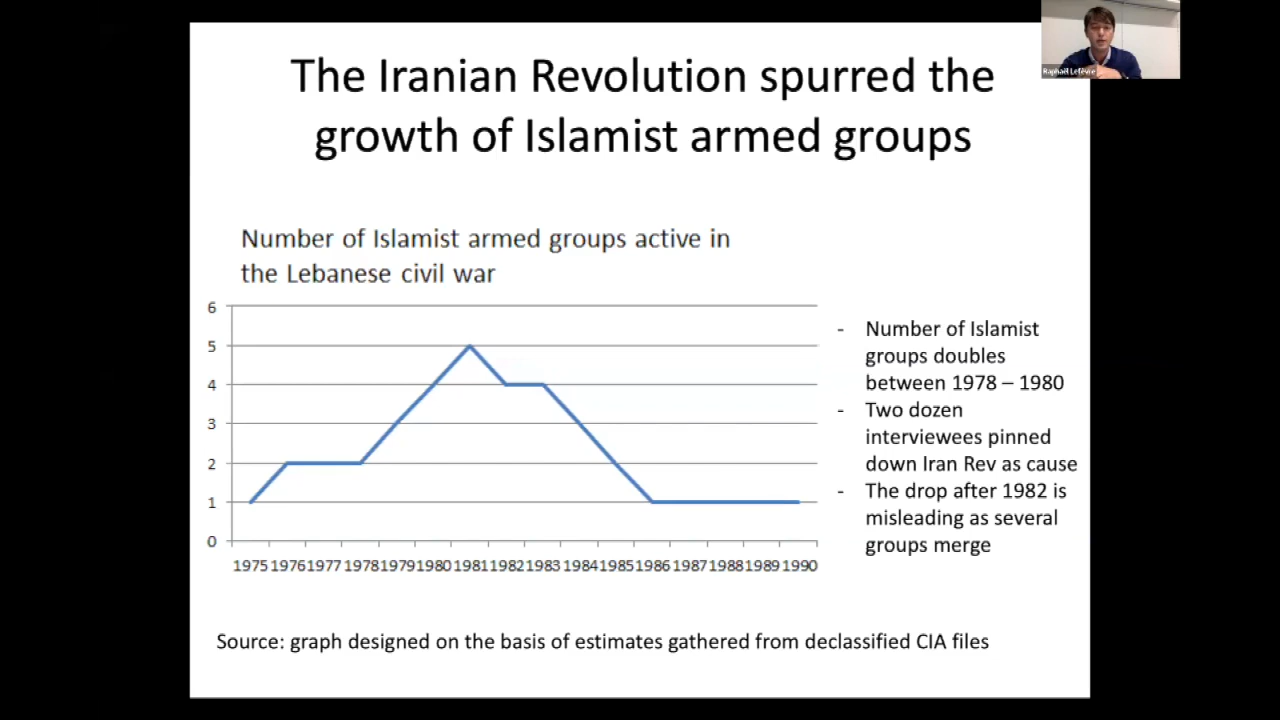 The Iranian Revolution spurred the
growth of Islamist armed groups
Raphaël Lefèvre
Number of Islamist armed groups active in
the Lebanese civil war
6
5
4
3
2
1
0
1975 1976 1977 1978 1979 1980 1981 1982 1983 1984 1985 1986 1987 1988 1989 1990
- Number of Islamist
groups doubles
between 1978 – 1980
- Two dozen
interviewees pinned
down Iran Rev as cause
- The drop after 1982 is
misleading as several
groups merge
Source: graph designed on the basis of estimates gathered from declassified CIA files